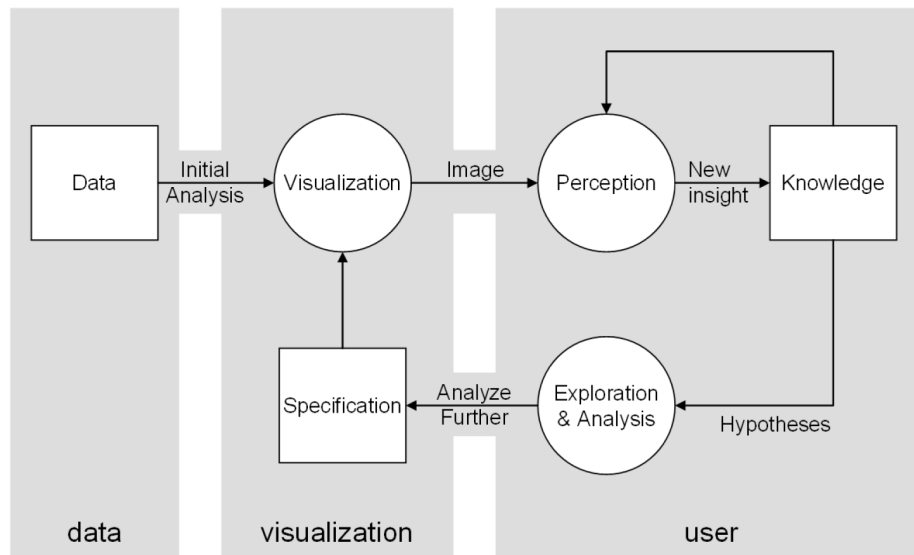 Data
Initial
Analysis
Visualization
Image
Perception
New
insight
Knowledge
Specification
Analyze
Further
Exploration
& Analysis
Hypotheses
data
visualization
user